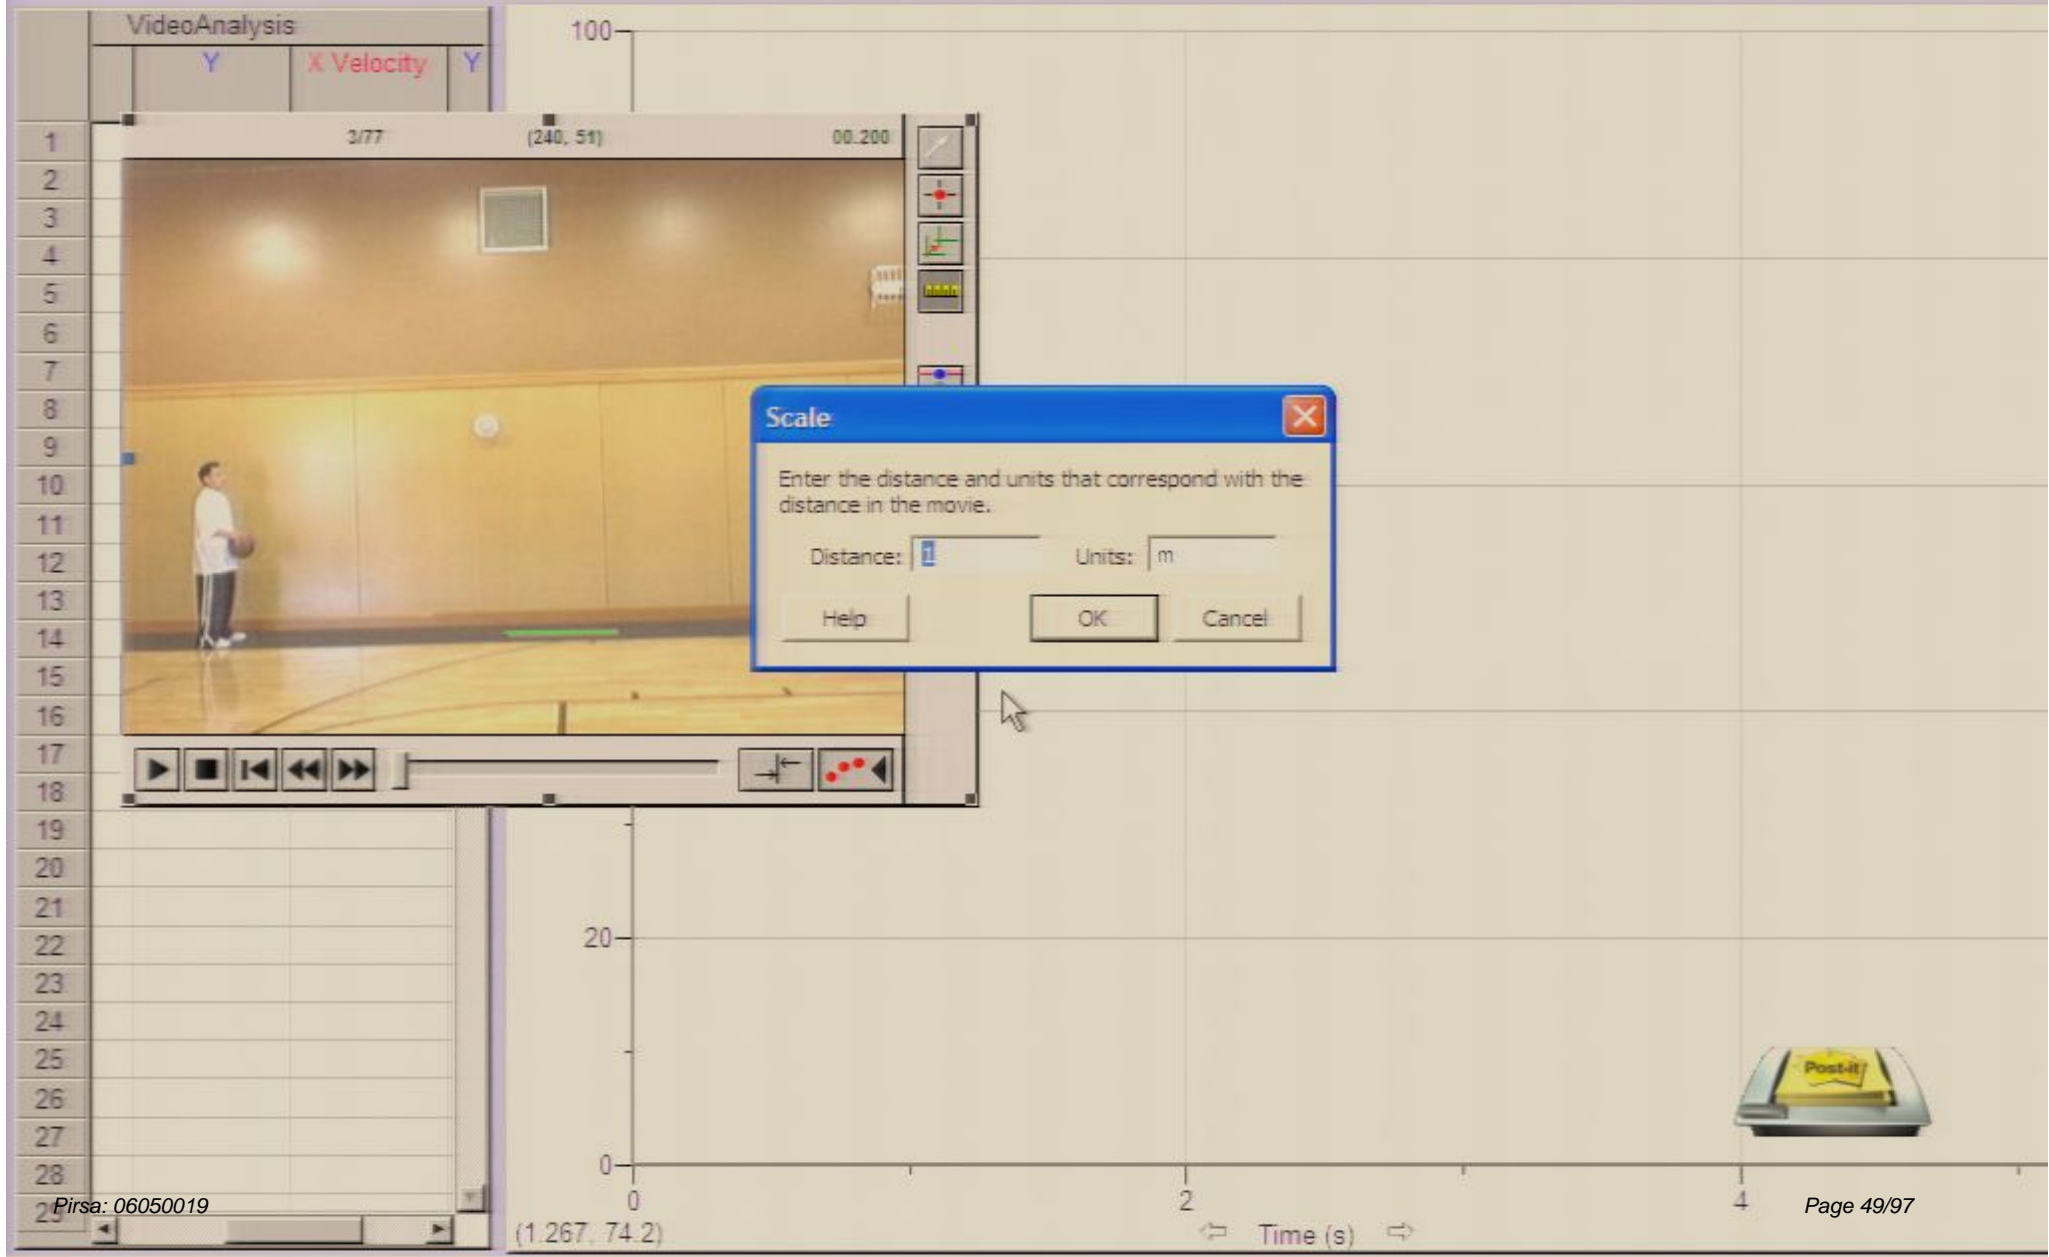 VideoAnalysis
Y
X Velocity
Y
1
2
3
4
5
6
7
8
9
10
11
12
13
14
15
16
17
18
19
20
21
22
23
24
25
26
27
28
29
3/77
(240, 51)
00.200
Scale
Enter the distance and units that correspond with the
distance in the movie.
Distance: 1
Units: m
Help
OK
Cancel
100
20
0
0
2
4
(1.267, 74.2)
Time (s)
Post-it
Pirsa: 06050019
Page 49/97